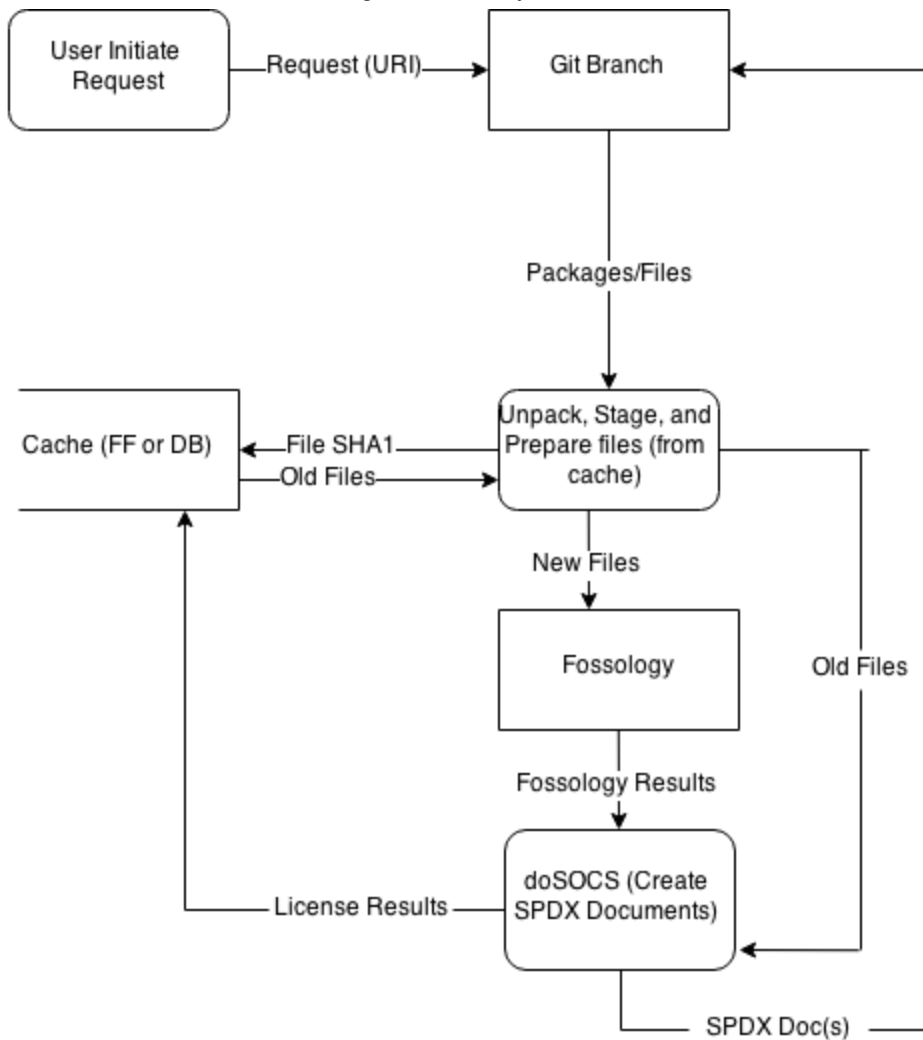 User Initiate
Request
Request (URI)
Git Branch
Packages/Files
Cache (FF or DB)
File SHA1
Old Files
Unpack, Stage, and
Prepare files (from
cache)
New Files
Fossology
Old Files
Fossology Results
doSOCS (Create
SPDX Documents)
License Results
SPDX Doc(s)